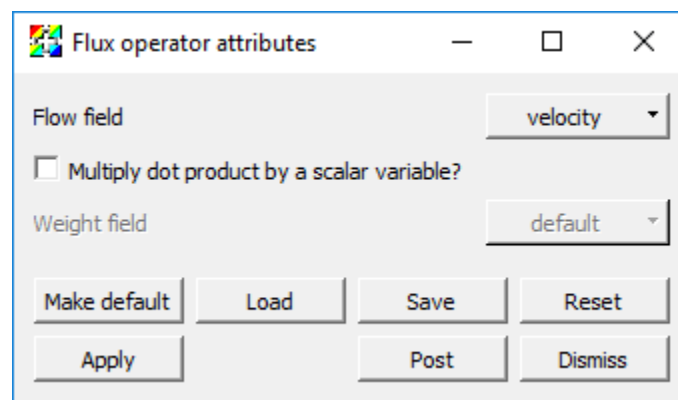 Flux operator attributes
Flow field velocity
Multiply dot product by a scalar variable?
Weight field default
Make default Load Save Reset
Apply Post Dismiss